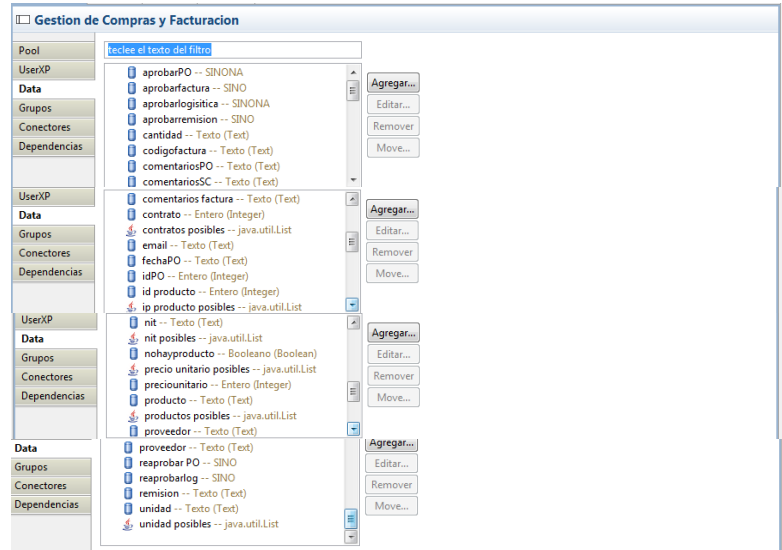 Gestion de Compras y Facturacion
Pool
teclee el texto del filtro
UserXP
Data
Grupos
Conectores
Dependencias
aprobarPO -- SINONA
aprobarfactura -- SINO
aprobarlogisitica -- SINONA
aprobarremision -- SINO
cantidad -- Texto (Text)
codigofactura -- Texto (Text)
comentariosPO -- Texto (Text)
comentariosSC -- Texto (Text)
Agregar...
Editar...
Remover
Move...
UserXP
Data
Grupos
Conectores
Dependencias
comentarios factura -- Texto (Text)
contrato -- Entero (Integer)
contratos posibles -- java.util.List
email -- Texto (Text)
fechaPO -- Texto (Text)
idPO -- Entero (Integer)
id producto -- Entero (Integer)
ip producto posibles -- java.util.List
Agregar...
Editar...
Remover
Move...
UserXP
Data
Grupos
Conectores
Dependencias
nit -- Texto (Text)
nit posibles -- java.util.List
nohayproducto -- Booleano (Boolean)
precio unitario posibles -- java.util.List
preciounitario -- Entero (Integer)
producto -- Texto (Text)
productos posibles -- java.util.List
proveedor -- Texto (Text)
Agregar...
Editar...
Remover
Move...
Data
Grupos
Conectores
Dependencias
proveedor -- Texto (Text)
reaprobar PO -- SINO
reaprobarlog -- SINO
remision -- Texto (Text)
unidad -- Texto (Text)
unidad posibles -- java.util.List
Agregar...
Editar...
Remover
Move...